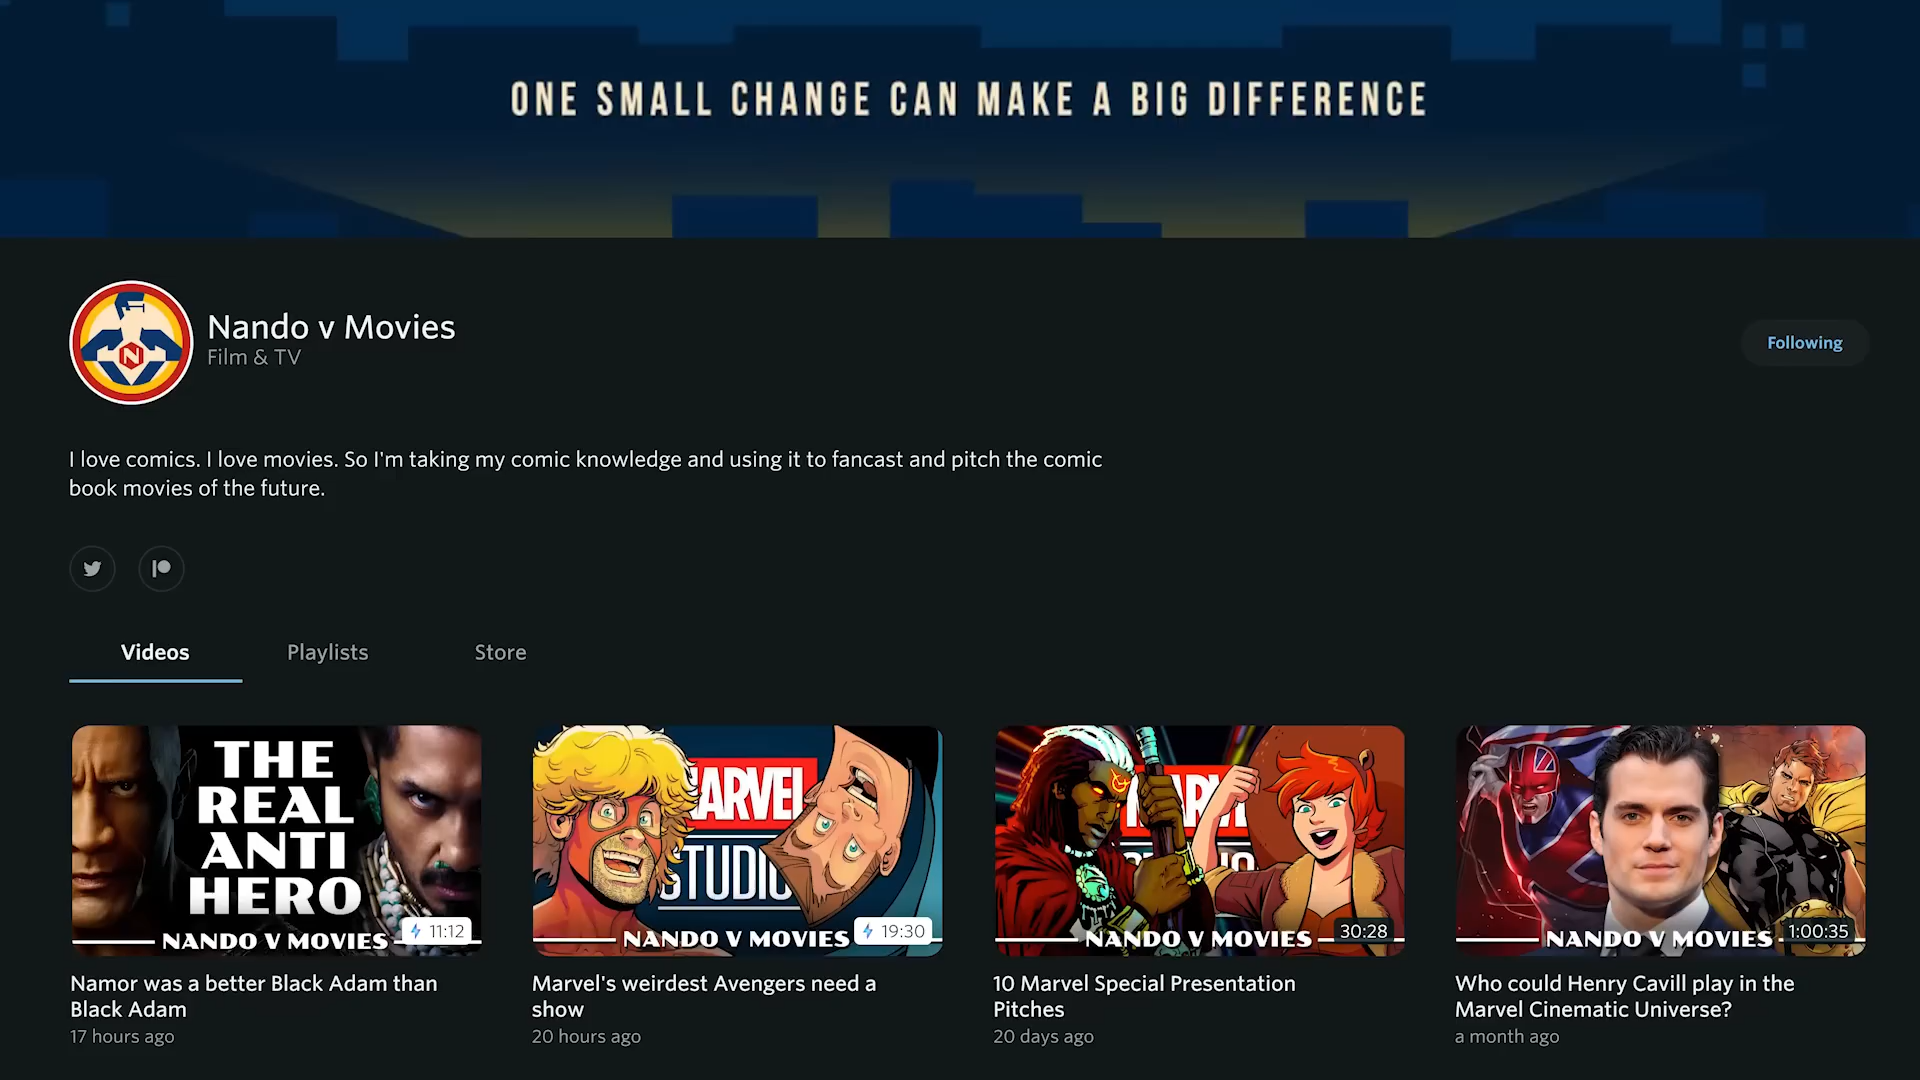 ONE SMALL CHANGE CAN MAKE A BIG DIFFERENCE
N
Nando v Movies
Film & TV
Following
I love comics. I love movies. So I'm taking my comic knowledge and using it to fancast and pitch the comic
book movies of the future.
Videos
Playlists
Store
THE
REAL
ANTI
HERO
NANDO V MOVIES
11:12
Namor was a better Black Adam than
Black Adam
17 hours ago
MARVEL
STUDIO
NANDO V MOVIES
19:30
Marvel's weirdest Avengers need a
show
20 hours ago
NANDO V MOVIES
30:28
10 Marvel Special Presentation
Pitches
20 days ago
NANDO V MOVIES
1:00:35
Who could Henry Cavill play in the
Marvel Cinematic Universe?
a month ago